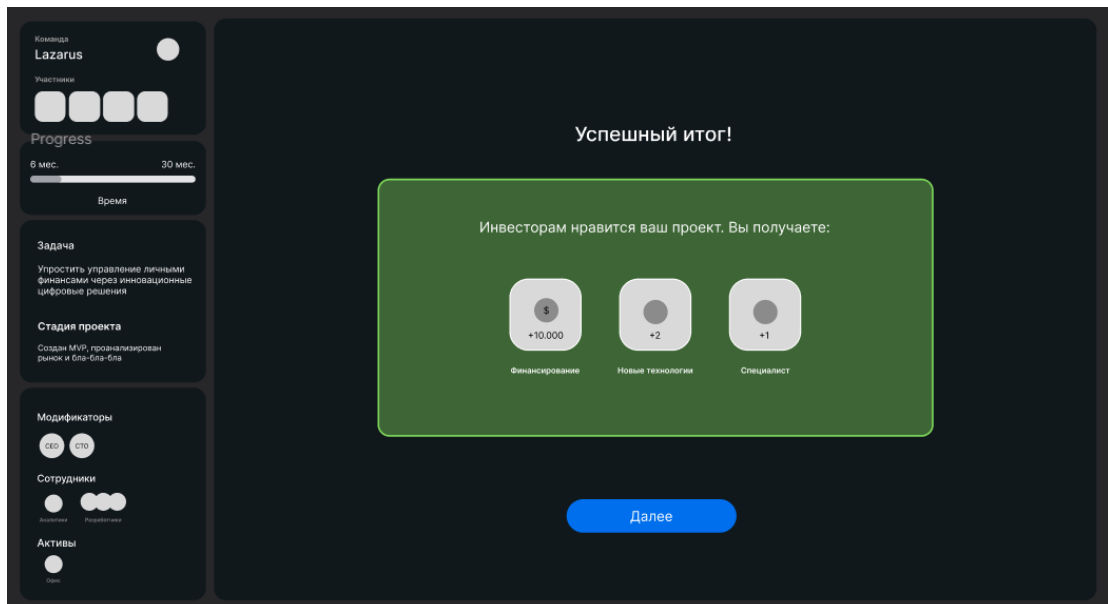 Команда
Lazarus
Участники
Progress
6 мес. 30 мес.
Время
Задача
Упростить управление личными
финансами через инновационные
цифровые решения
Стадия проекта
Создан MVP, проанализирован
рынок и бла-бла-бла
Модификаторы
CEO CTO
Сотрудники
Аналитики Разработчики
Активы
Офис
Успешный итог!
Инвесторам нравится ваш проект. Вы получаете:
$
+10.000 +2 +1
Финансирование Новые технологии Специалист
Далее